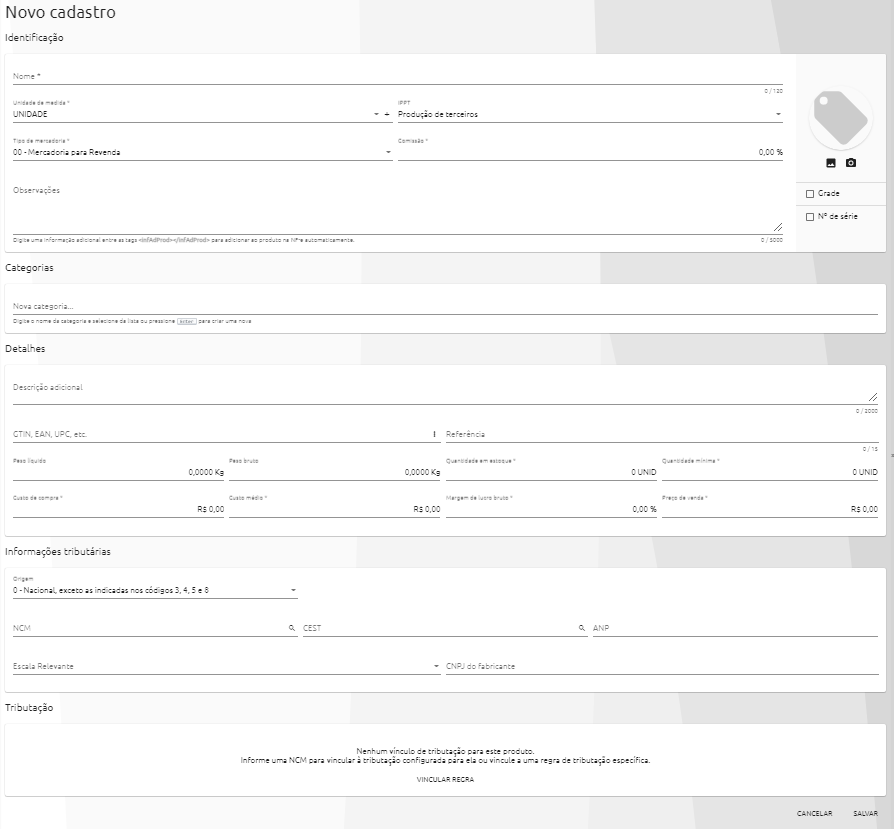 Novo cadastro
Identificação
Nome *
0 / 120
Unidade de medida *
UNIDADE
+
IPPT
Produção de terceiros
Tipo de mercadoria *
00 - Mercadoria para Revenda
Comissão *
0,00 %
Observações
Digite uma informação adicional entre as tags <infAdProd></infAdProd> para adicionar ao produto na NF-e automaticamente.
0 / 5000
Grade
Nº de série
Categorias
Nova categoria...
Digite o nome da categoria e selecione da lista ou pressione Enter para criar uma nova
Detalhes
Descrição adicional
0 / 2000
GTIN, EAN, UPC, etc.
Referência
0 / 15
Peso líquido
0,0000 Kg
Peso bruto
0,0000 Kg
Quantidade em estoque *
0 UNID
Quantidade mínima *
0 UNID
Custo de compra *
R$ 0,00
Custo médio *
R$ 0,00
Margem de lucro bruto *
0,00 %
Preço de venda *
R$ 0,00
Informações tributárias
Origem
0 - Nacional, exceto as indicadas nos códigos 3, 4, 5 e 8
NCM
CEST
ANP
Escala Relevante
CNPJ do fabricante
Tributação
Nenhum vínculo de tributação para este produto.
Informe uma NCM para vincular à tributação configurada para ela ou vincule a uma regra de tributação específica.
VINCULAR REGRA
CANCELAR
SALVAR